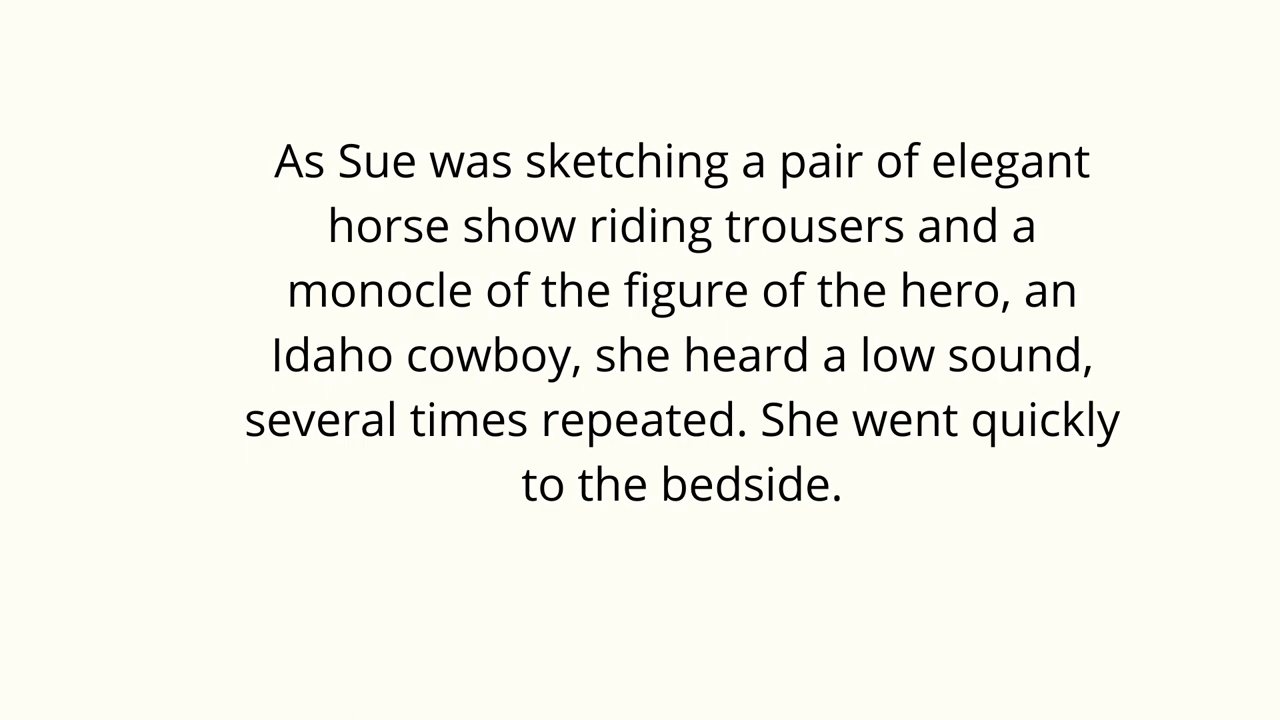 As Sue was sketching a pair of elegant
horse show riding trousers and a
monocle of the figure of the hero, an
Idaho cowboy, she heard a low sound,
several times repeated. She went quickly
to the bedside.